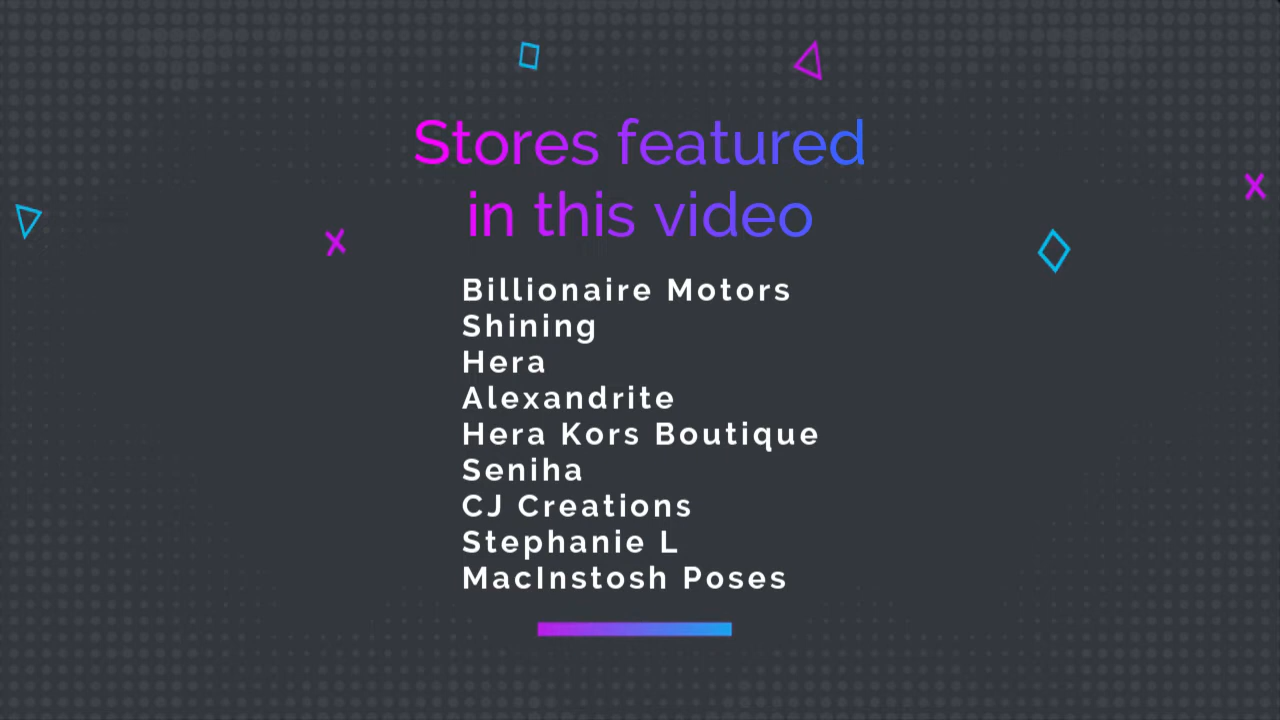 Stores featured
in this video
Billionaire Motors
Shining
Hera
Alexandrite
Hera Kors Boutique
Seniha
CJ Creations
Stephanie L
MacInstosh Poses